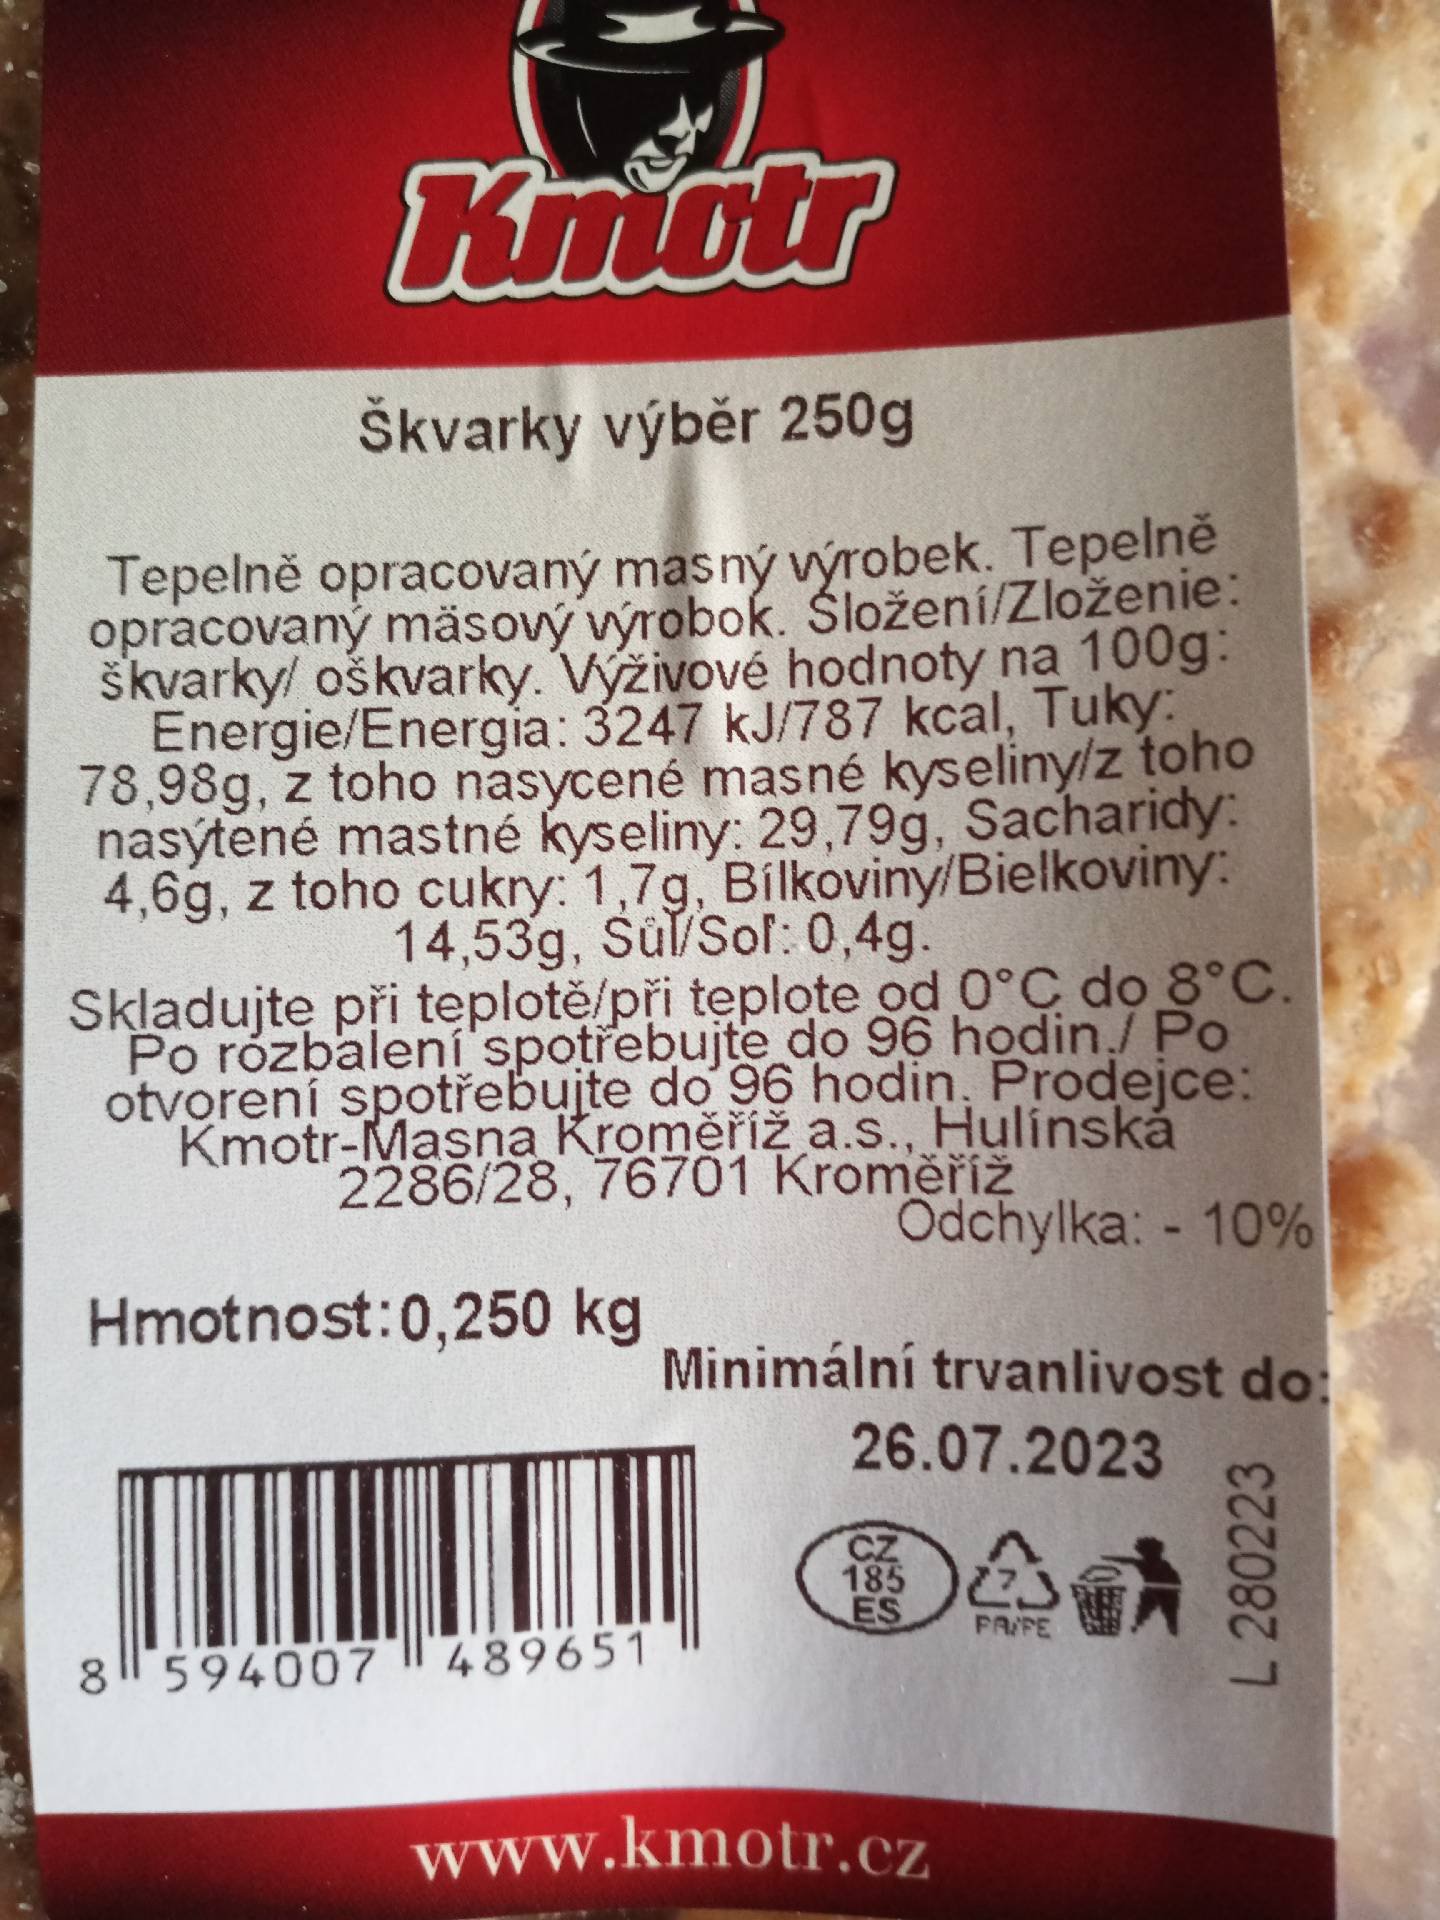 Kmotr
Škvarky výběr 250g
Tepelně opracovaný masný výrobek. Tepelně
opracovaný mäsový výrobok. Složení/Zloženie:
škvarky/ oškvarky. Výživové hodnoty na 100g:
Energie/Energia: 3247 kJ/787 kcal, Tuky:
78,98g, z toho nasycené masné kyseliny/z toho
nasýtené mastné kyseliny: 29,79g, Sacharidy:
4,6g, z toho cukry: 1,7g, Bílkoviny/Bielkoviny:
14,53g, Sůl/Soľ: 0,4g.
Skladujte při teplotě/při teplote od 0°C do 8°C.
Po rozbalení spotřebujte do 96 hodin./ Po
otvorení spotřebujte do 96 hodin. Prodejce:
Kmotr-Masna Kroměříž a.s., Hulínská
2286/28, 76701 Kroměříž
Odchylka: - 10%
Hmotnost:0,250 kg
Minimální trvanlivost do:
26.07.2023
CZ
185
ES
7
PA/PE
L 280223
8 594007 489651
www.kmotr.cz